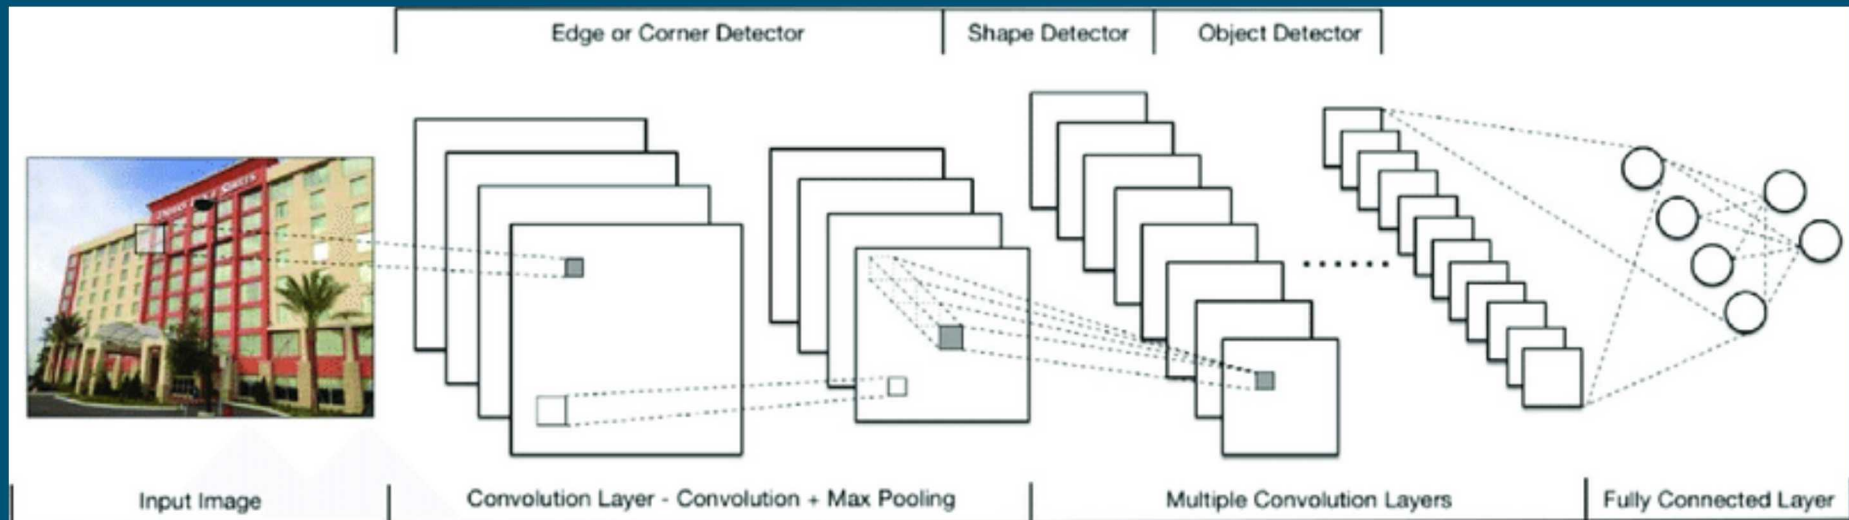 Edge or Corner Detector
Shape Detector
Object Detector
Input Image
Convolution Layer - Convolution + Max Pooling
Multiple Convolution Layers
Fully Connected Layer